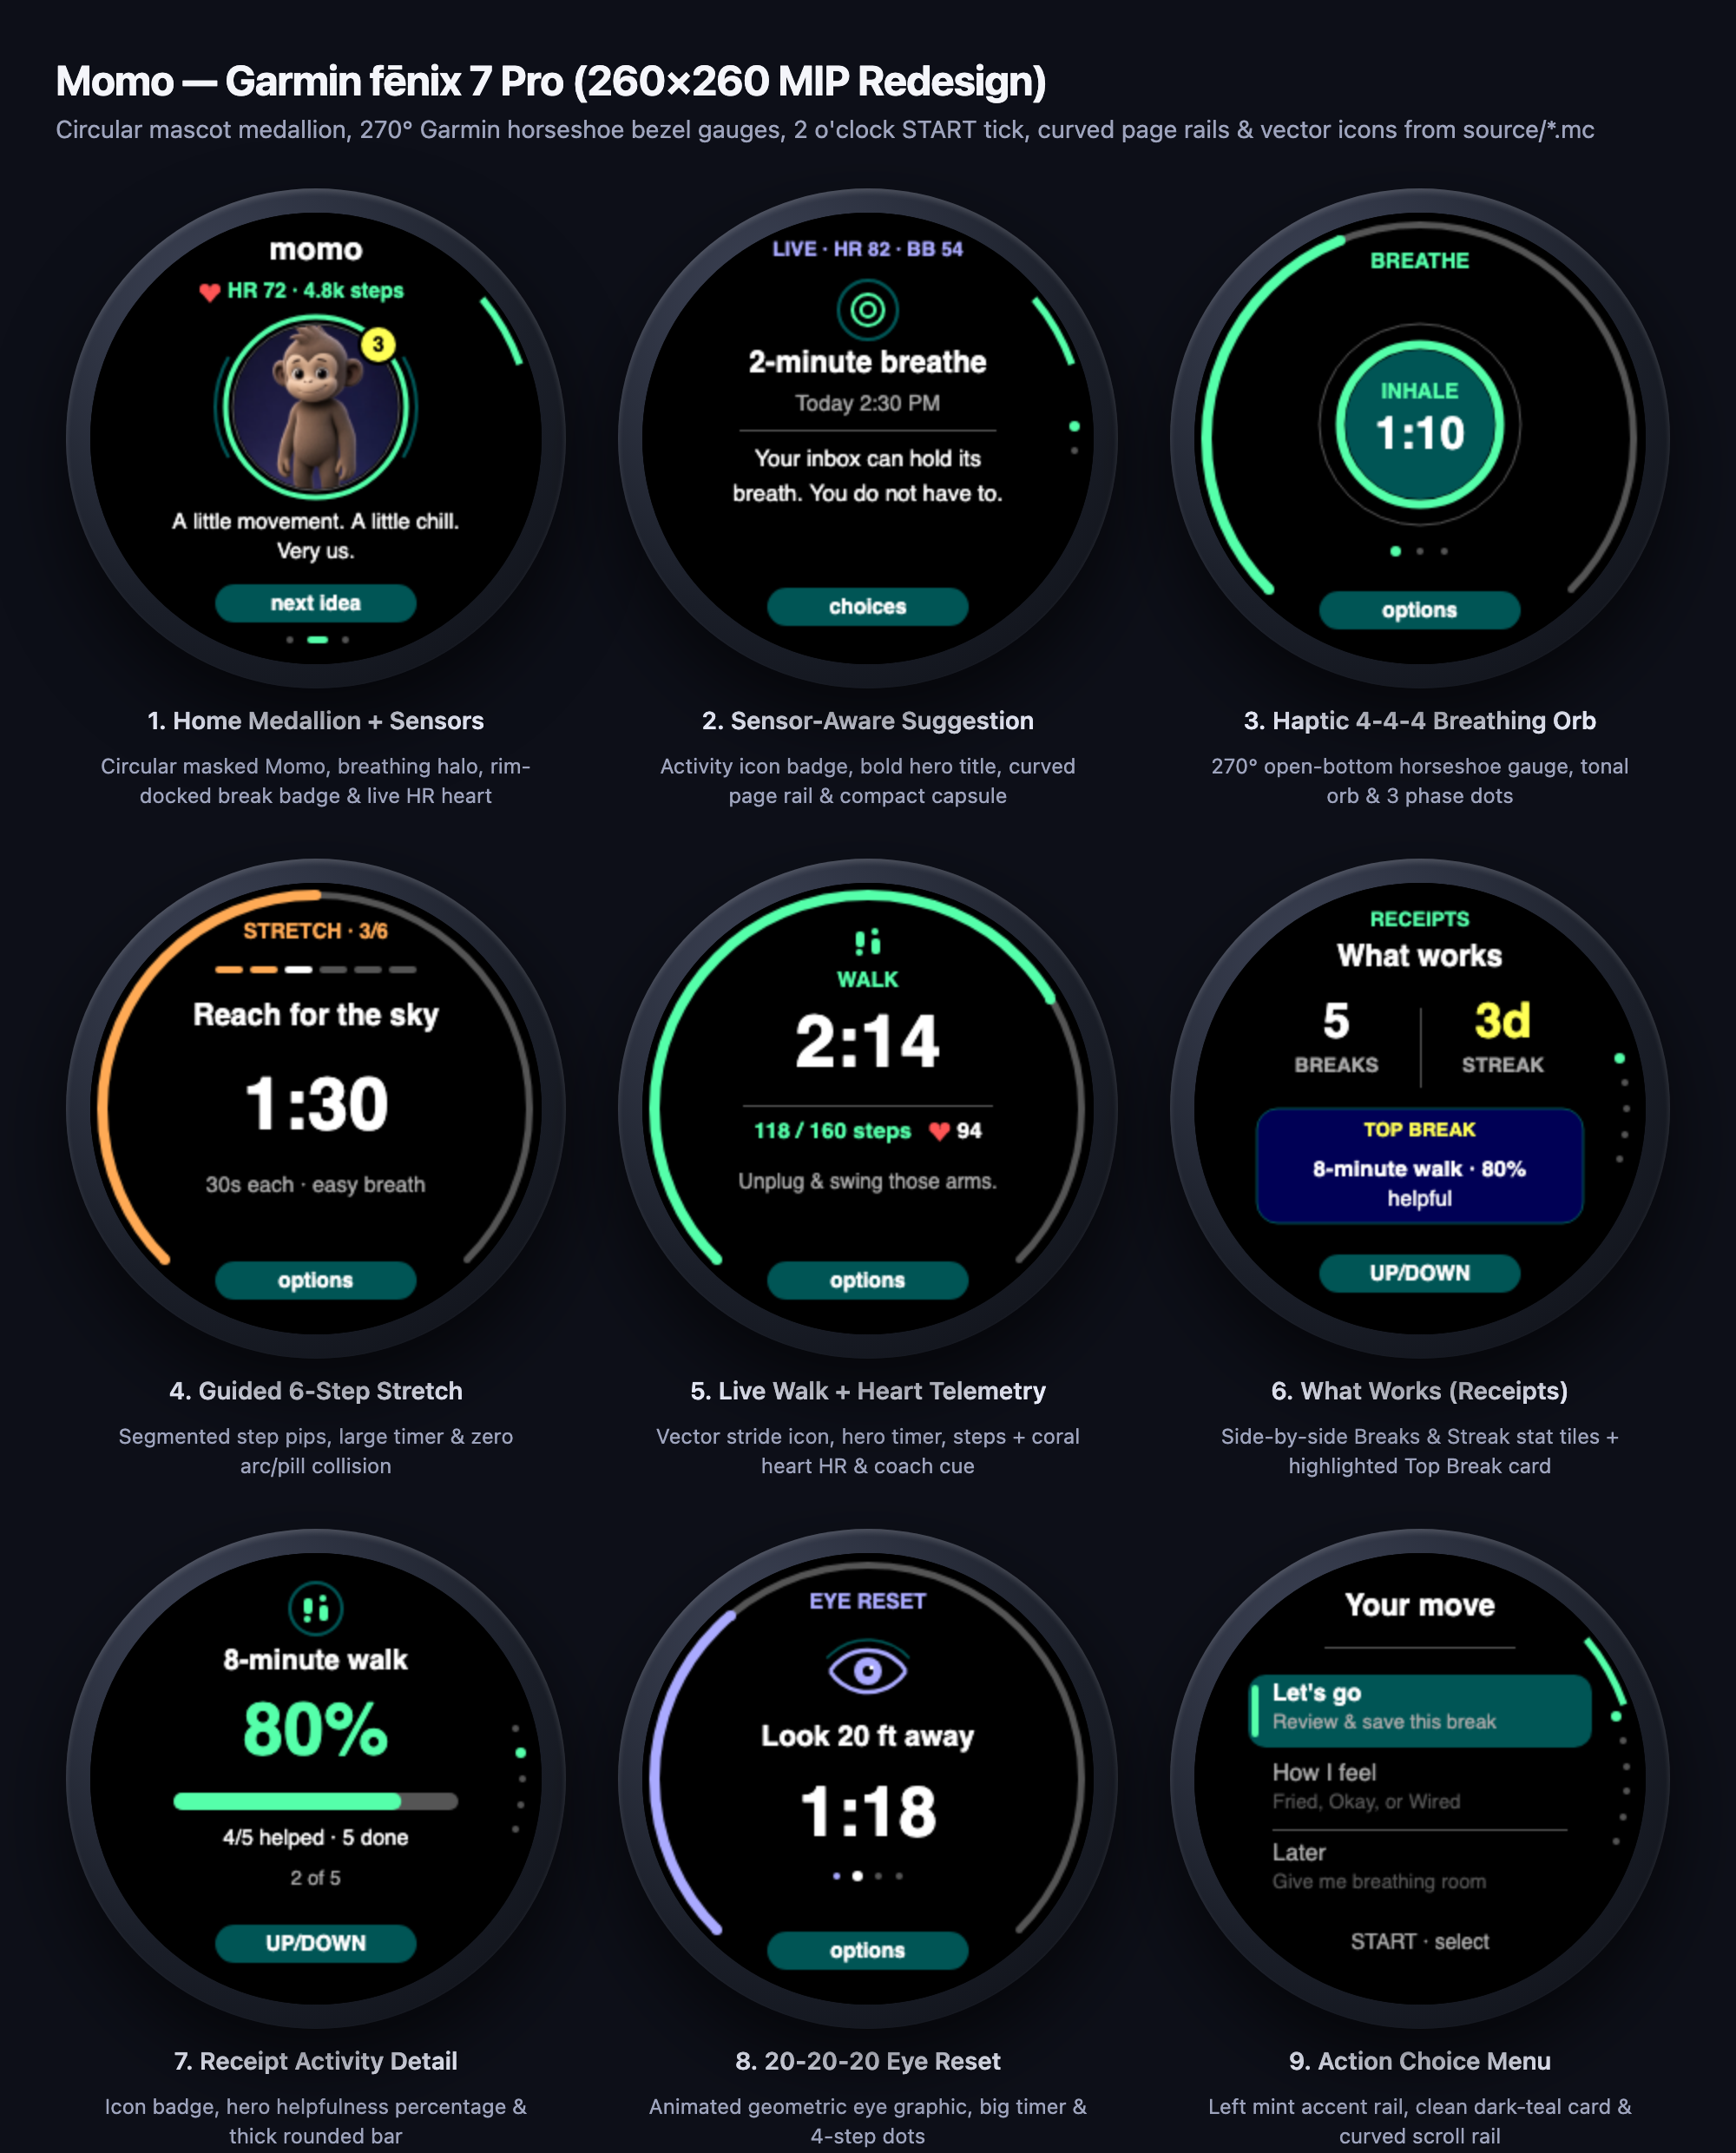 Momo — Garmin fēnix 7 Pro (260×260 MIP Redesign)
Circular mascot medallion, 270° Garmin horseshoe bezel gauges, 2 o'clock START tick, curved page rails & vector icons from source/*.mc
momo
HR 72 · 4.8k steps
3
A little movement. A little chill.
Very us.
next idea
1. Home Medallion + Sensors
Circular masked Momo, breathing halo, rim-
docked break badge & live HR heart
LIVE · HR 82 · BB 54
2-minute breathe
Today 2:30 PM
Your inbox can hold its
breath. You do not have to.
choices
2. Sensor-Aware Suggestion
Activity icon badge, bold hero title, curved
page rail & compact capsule
BREATHE
INHALE
1:10
options
3. Haptic 4-4-4 Breathing Orb
270° open-bottom horseshoe gauge, tonal
orb & 3 phase dots
STRETCH · 3/6
Reach for the sky
1:30
30s each · easy breath
options
4. Guided 6-Step Stretch
Segmented step pips, large timer & zero
arc/pill collision
WALK
2:14
118 / 160 steps 94
Unplug & swing those arms.
options
5. Live Walk + Heart Telemetry
Vector stride icon, hero timer, steps + coral
heart HR & coach cue
RECEIPTS
What works
5 3d
BREAKS STREAK
TOP BREAK
8-minute walk · 80%
helpful
UP/DOWN
6. What Works (Receipts)
Side-by-side Breaks & Streak stat tiles +
highlighted Top Break card
8-minute walk
80%
4/5 helped · 5 done
2 of 5
UP/DOWN
7. Receipt Activity Detail
Icon badge, hero helpfulness percentage &
thick rounded bar
EYE RESET
Look 20 ft away
1:18
options
8. 20-20-20 Eye Reset
Animated geometric eye graphic, big timer &
4-step dots
Your move
Let's go
Review & save this break
How I feel
Fried, Okay, or Wired
Later
Give me breathing room
START · select
9. Action Choice Menu
Left mint accent rail, clean dark-teal card &
curved scroll rail